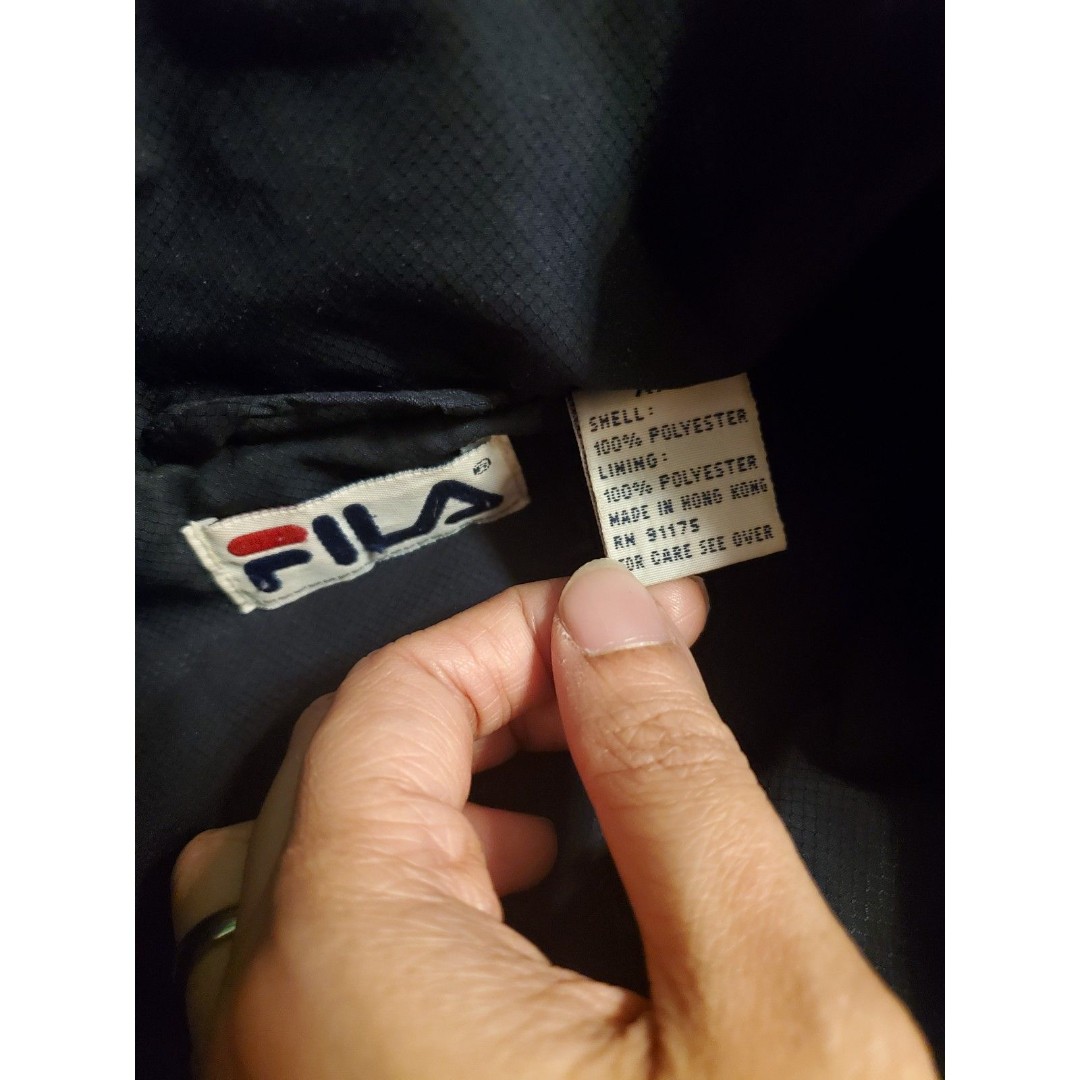 FILA
SHELL:
100% POLYESTER
LINING:
100% POLYESTER
MADE IN HONG KONG
RN 91175
FOR CARE SEE OVER